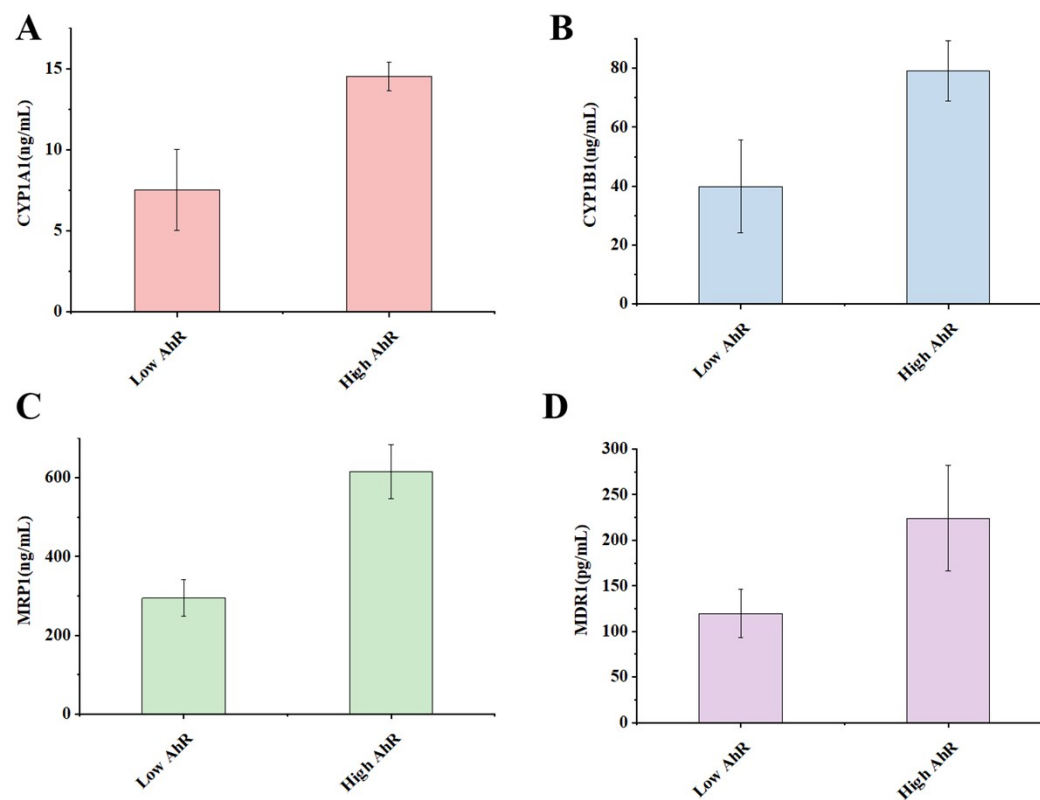 A
CYP1A1(ng/mL)
15
10
5
0
Low AhR
High AhR
B
CYP1B1(ng/mL)
80
60
40
20
0
Low AhR
High AhR
C
MRP1(ng/mL)
600
400
200
0
Low AhR
High AhR
D
MDR1(pg/mL)
300
250
200
150
100
50
0
Low AhR
High AhR